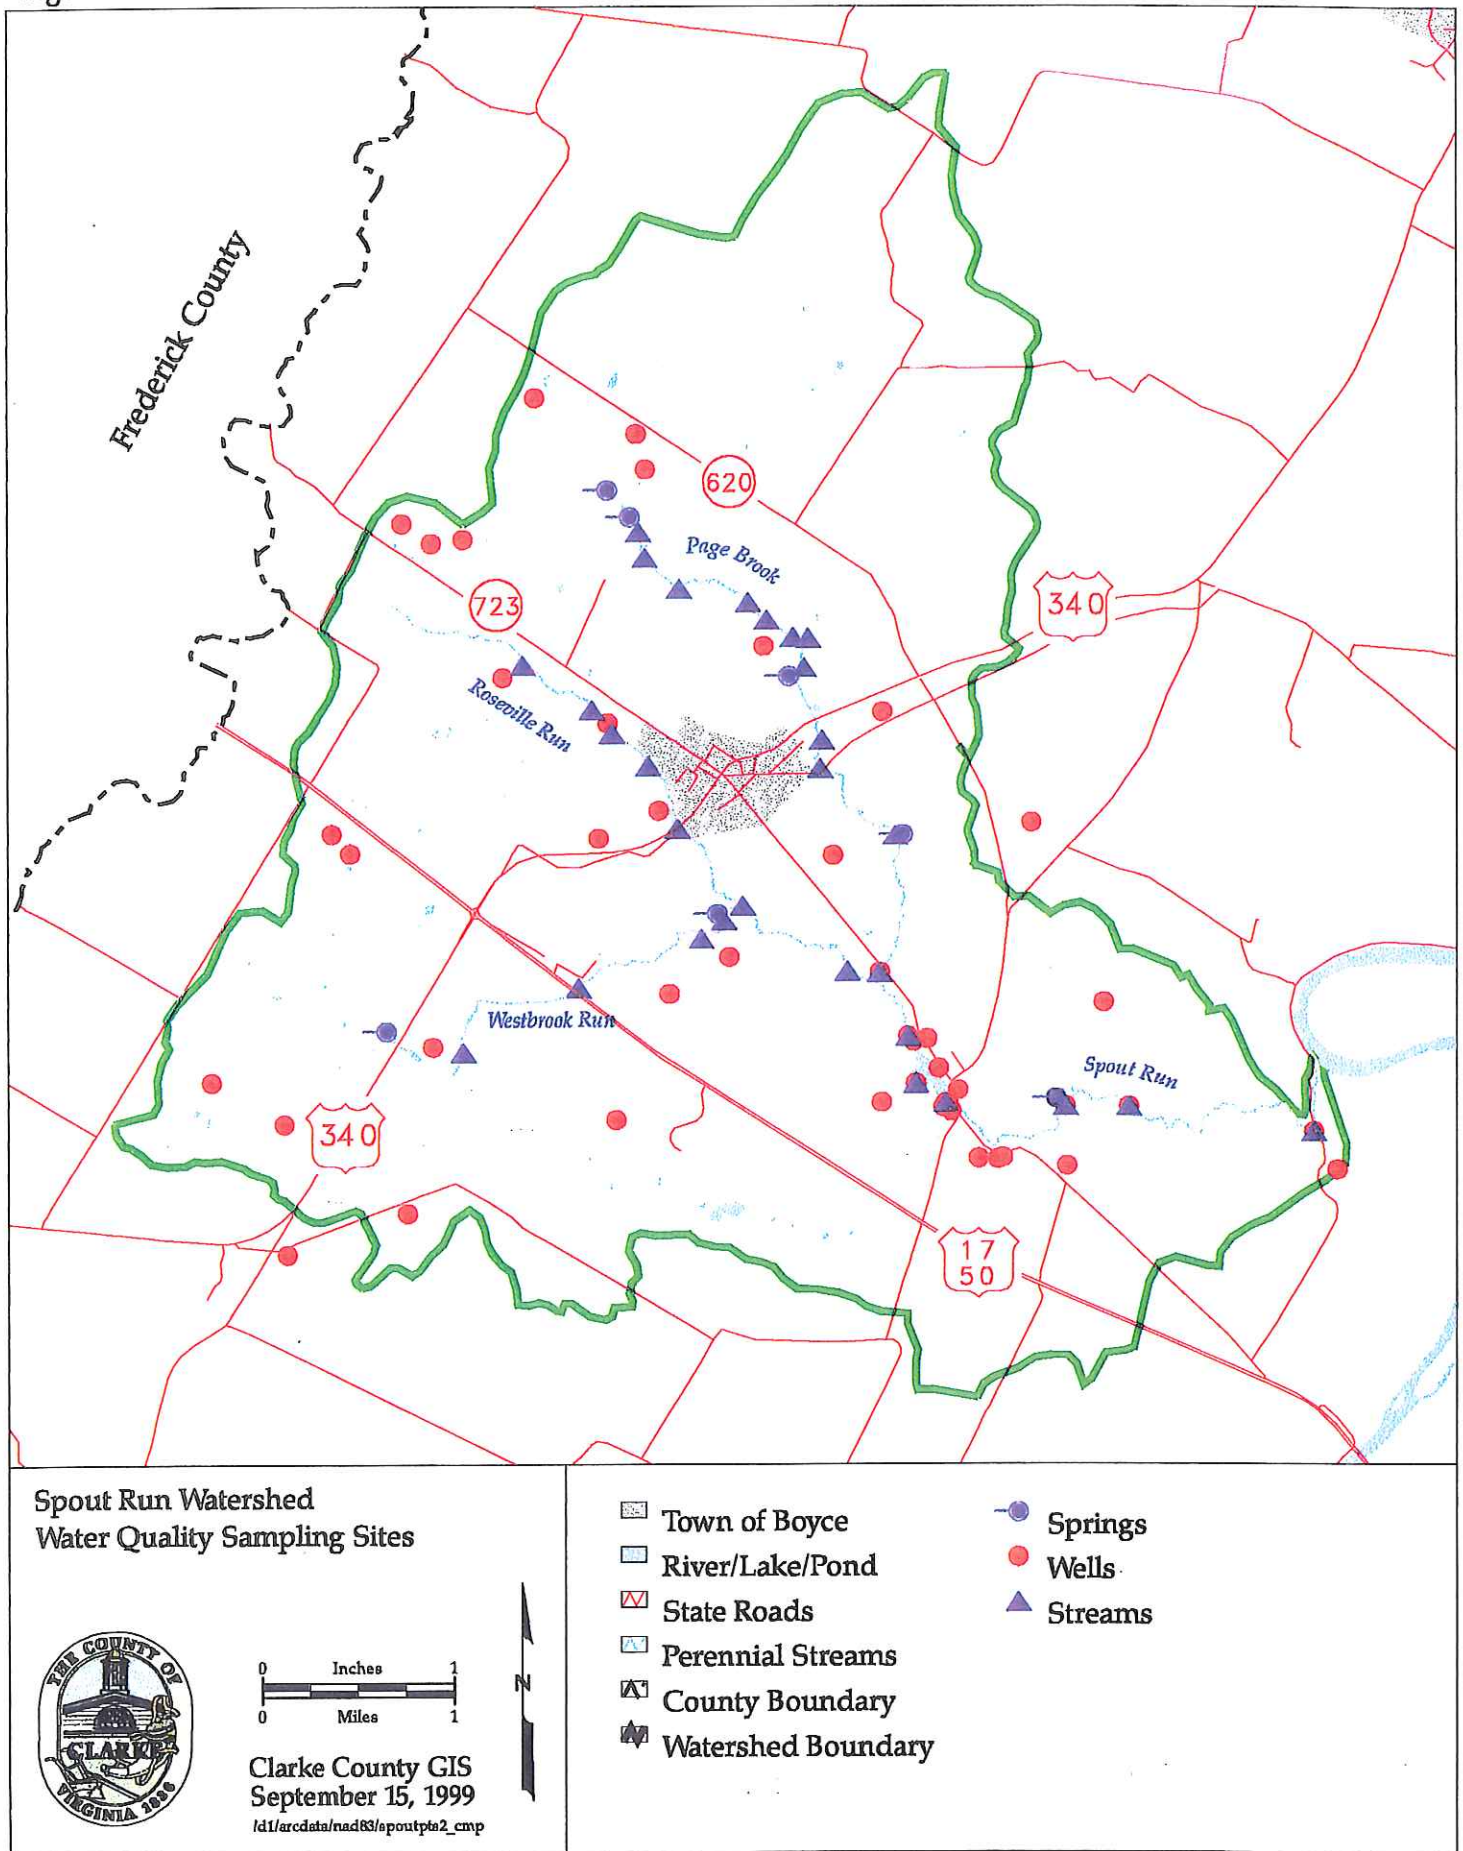 Frederick County
620
Page Brook
340
723
Roseville Run
Westbrook Run
Spout Run
340
17
50
Spout Run Watershed
Water Quality Sampling Sites
THE COUNTY OF
CLARKE
VIRGINIA 1836
0 Inches 1
0 Miles 1
N
Clarke County GIS
September 15, 1999
/d1/arcdata/nad83/spoutpts2_cmp
Town of Boyce
River/Lake/Pond
State Roads
Perennial Streams
County Boundary
Watershed Boundary
Springs
Wells
Streams